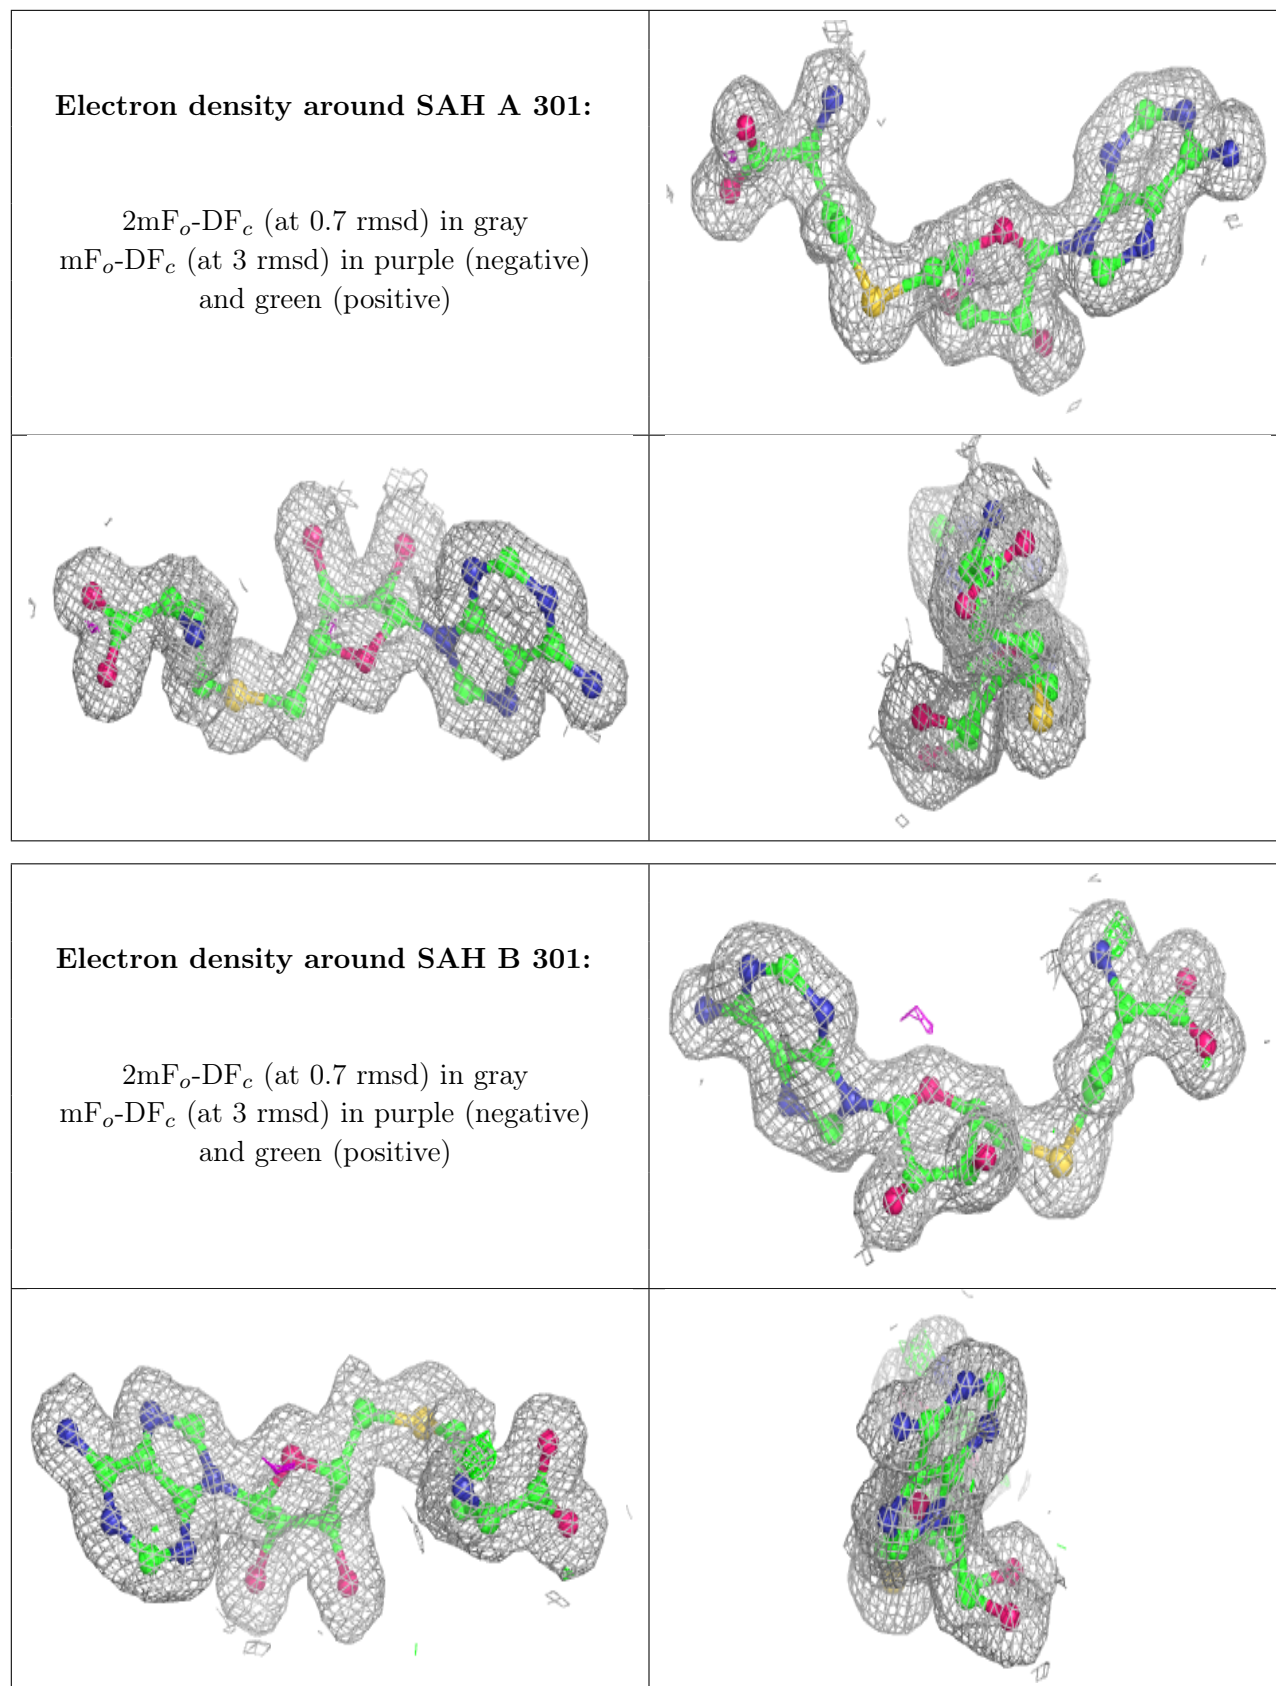 Electron density around SAH A 301:
2mFo-DFc (at 0.7 rmsd) in gray
mFo-DFc (at 3 rmsd) in purple (negative)
and green (positive)
Electron density around SAH B 301:
2mFo-DFc (at 0.7 rmsd) in gray
mFo-DFc (at 3 rmsd) in purple (negative)
and green (positive)